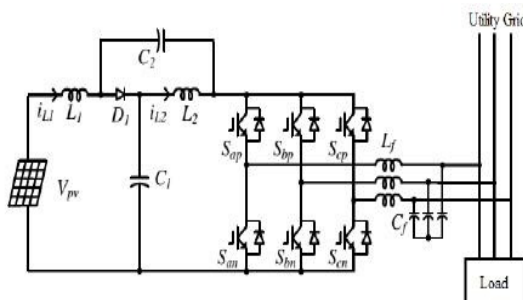 Utility Grid
C2
iL1 L1 D1 iL2 L2
Sap Sbp Scp Lf
Vpv C1
San Sbn Scn Cf
Load